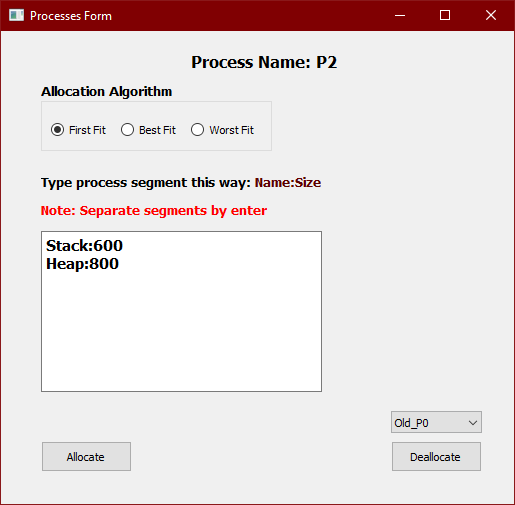 Processes Form
Process Name: P2
Allocation Algorithm
First Fit Best Fit Worst Fit
Type process segment this way: Name:Size
Note: Separate segments by enter
Stack:600
Heap:800
Old_P0
Allocate Deallocate